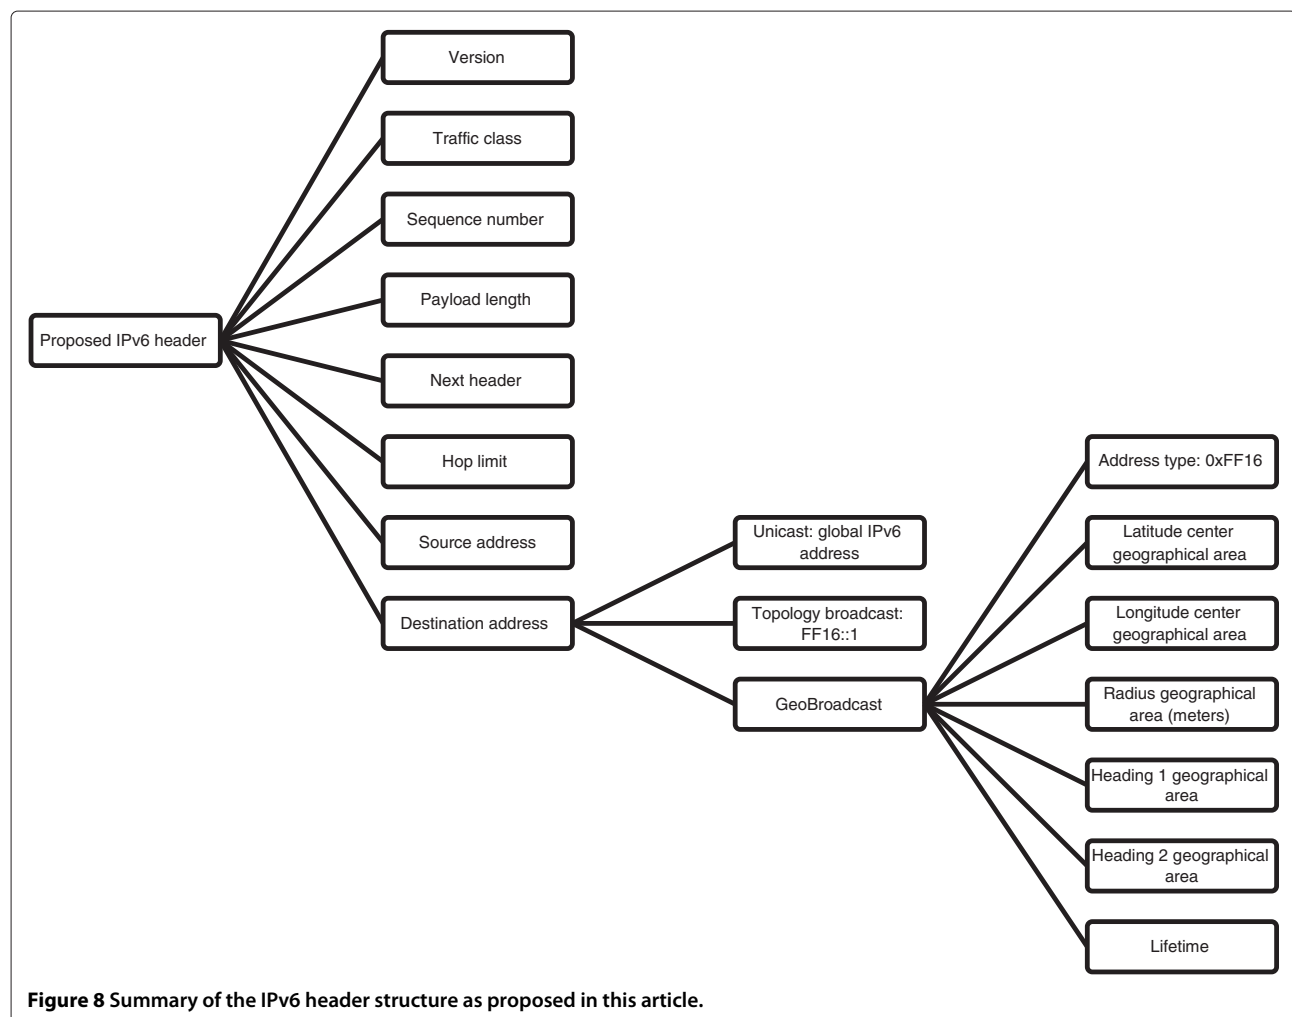 Version
Traffic class
Sequence number
Payload length
Proposed IPv6 header
Next header
Hop limit
Source address
Destination address
Unicast: global IPv6
address
Topology broadcast:
FF16::1
GeoBroadcast
Address type: 0xFF16
Latitude center
geographical area
Longitude center
geographical area
Radius geographical
area (meters)
Heading 1 geographical
area
Heading 2 geographical
area
Lifetime
Figure 8 Summary of the IPv6 header structure as proposed in this article.